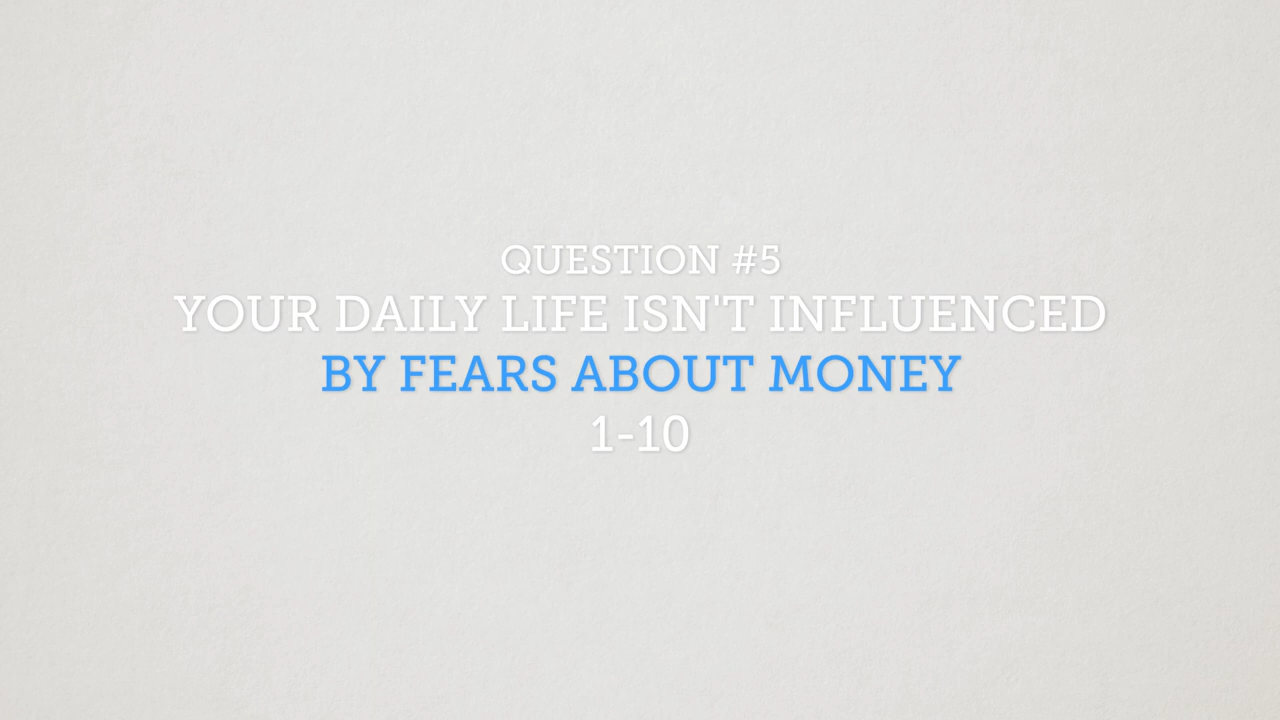 QUESTION #5
YOUR DAILY LIFE ISN'T INFLUENCED
BY FEARS ABOUT MONEY
1-10